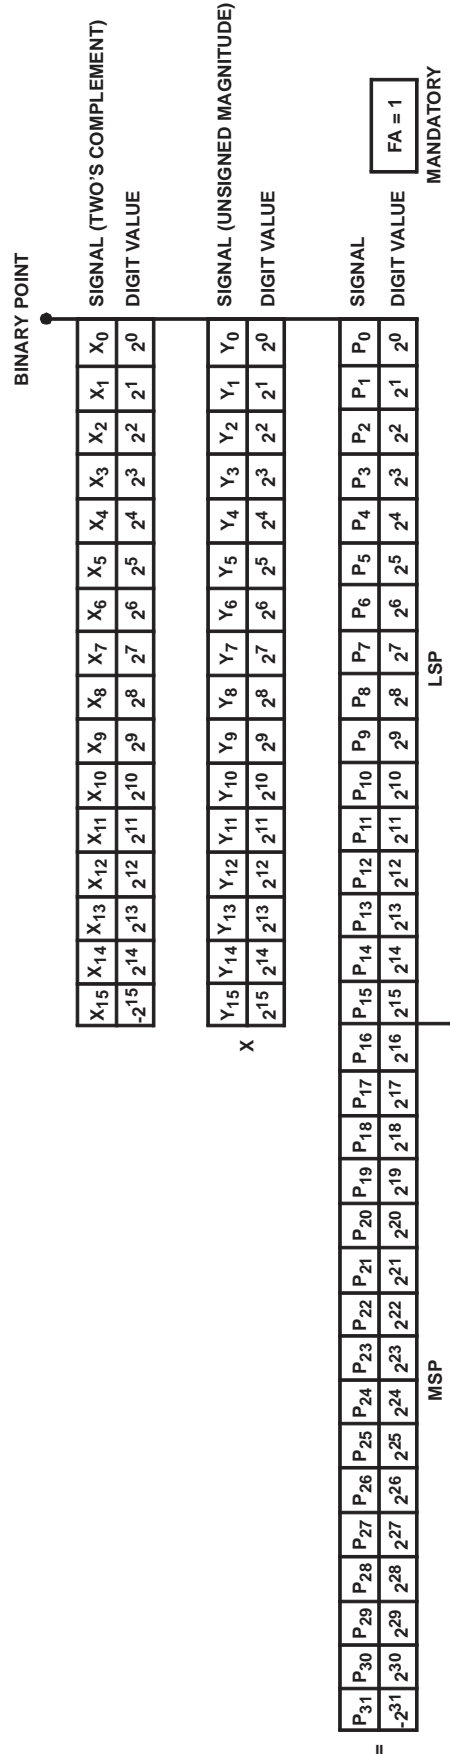 BINARY POINT
X15 X14 X13 X12 X11 X10 X9 X8 X7 X6 X5 X4 X3 X2 X1 X0 SIGNAL (TWO'S COMPLEMENT)
-2^15 2^14 2^13 2^12 2^11 2^10 2^9 2^8 2^7 2^6 2^5 2^4 2^3 2^2 2^1 2^0 DIGIT VALUE
Y15 Y14 Y13 Y12 Y11 Y10 Y9 Y8 Y7 Y6 Y5 Y4 Y3 Y2 Y1 Y0 SIGNAL (UNSIGNED MAGNITUDE)
X 2^15 2^14 2^13 2^12 2^11 2^10 2^9 2^8 2^7 2^6 2^5 2^4 2^3 2^2 2^1 2^0 DIGIT VALUE
P31 P30 P29 P28 P27 P26 P25 P24 P23 P22 P21 P20 P19 P18 P17 P16 P15 P14 P13 P12 P11 P10 P9 P8 P7 P6 P5 P4 P3 P2 P1 P0 SIGNAL
= -2^31 2^30 2^29 2^28 2^27 2^26 2^25 2^24 2^23 2^22 2^21 2^20 2^19 2^18 2^17 2^16 2^15 2^14 2^13 2^12 2^11 2^10 2^9 2^8 2^7 2^6 2^5 2^4 2^3 2^2 2^1 2^0 DIGIT VALUE
FA = 1
MSP LSP MANDATORY